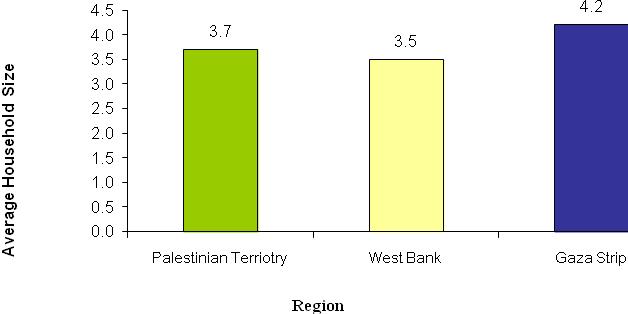 Average Household Size
4.5
4.0
3.5
3.0
2.5
2.0
1.5
1.0
0.5
0.0
3.7
3.5
4.2
Palestinian Terriotry
West Bank
Gaza Strip
Region